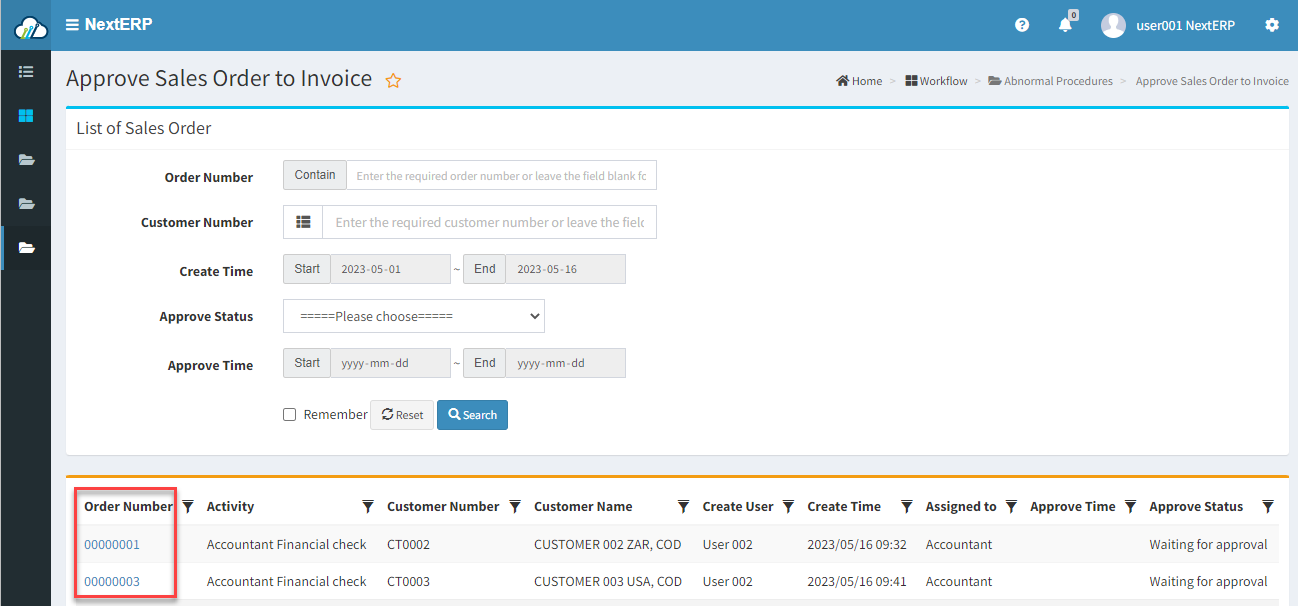 NextERP
0
user001 NextERP
Approve Sales Order to Invoice
Home > Workflow > Abnormal Procedures > Approve Sales Order to Invoice
List of Sales Order
Order Number Contain Enter the required order number or leave the field blank fo
Customer Number Enter the required customer number or leave the field
Create Time Start 2023-05-01 ~ End 2023-05-16
Approve Status =====Please choose=====
Approve Time Start yyyy-mm-dd ~ End yyyy-mm-dd
Remember Reset Search
Order Number Activity Customer Number Customer Name Create User Create Time Assigned to Approve Time Approve Status
00000001 Accountant Financial check CT0002 CUSTOMER 002 ZAR, COD User 002 2023/05/16 09:32 Accountant Waiting for approval
00000003 Accountant Financial check CT0003 CUSTOMER 003 USA, COD User 002 2023/05/16 09:41 Accountant Waiting for approval